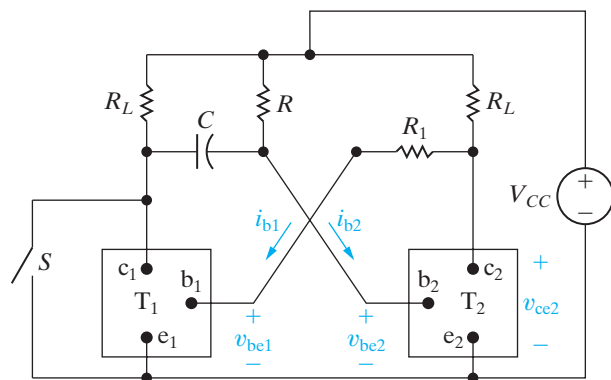 R_L
R
R_L
C
R_1
i_b1
i_b2
V_CC
+
−
S
c_1
b_1
T_1
e_1
+
v_be1
−
+
v_be2
−
c_2
b_2
T_2
e_2
+
v_ce2
−